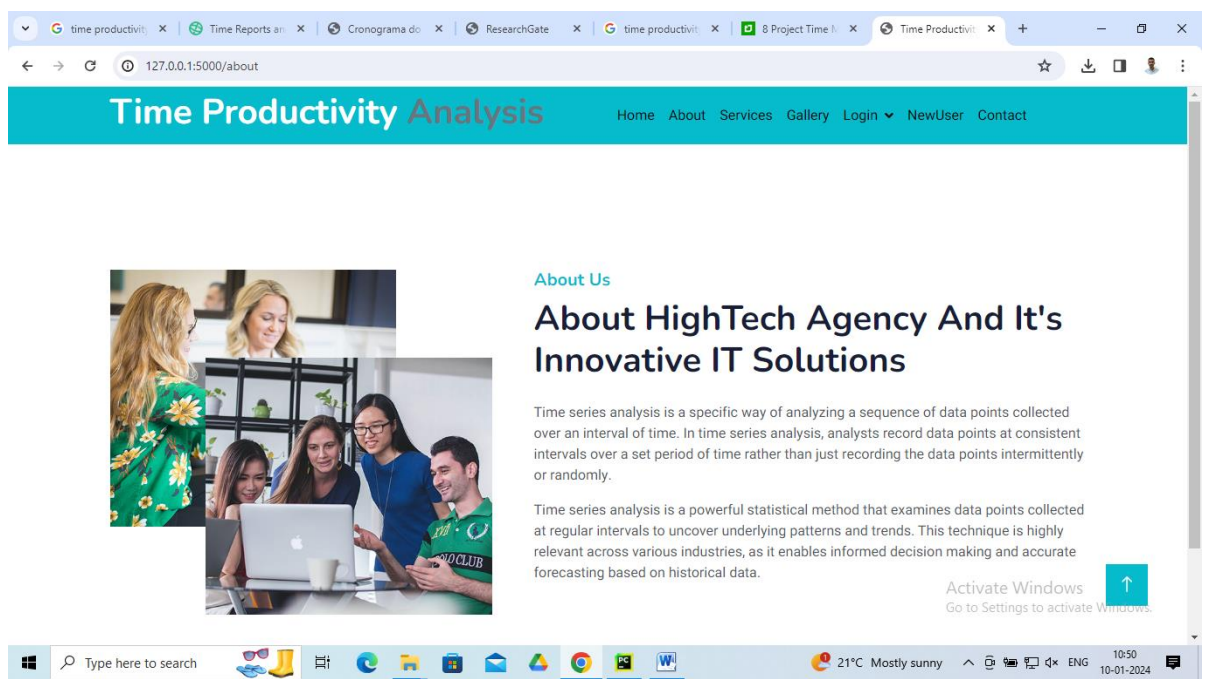 time productivit
Time Reports an
Cronograma do
ResearchGate
time productivit
8 Project Time M
Time Productivit
127.0.0.1:5000/about
Time Productivity Analysis
Home About Services Gallery Login NewUser Contact
About Us
About HighTech Agency And It's
Innovative IT Solutions
Time series analysis is a specific way of analyzing a sequence of data points collected
over an interval of time. In time series analysis, analysts record data points at consistent
intervals over a set period of time rather than just recording the data points intermittently
or randomly.
Time series analysis is a powerful statistical method that examines data points collected
at regular intervals to uncover underlying patterns and trends. This technique is highly
relevant across various industries, as it enables informed decision making and accurate
forecasting based on historical data.
POLO CLUB
Activate Windows
Go to Settings to activate Windows.
Type here to search
21°C Mostly sunny
ENG
10:50
10-01-2024